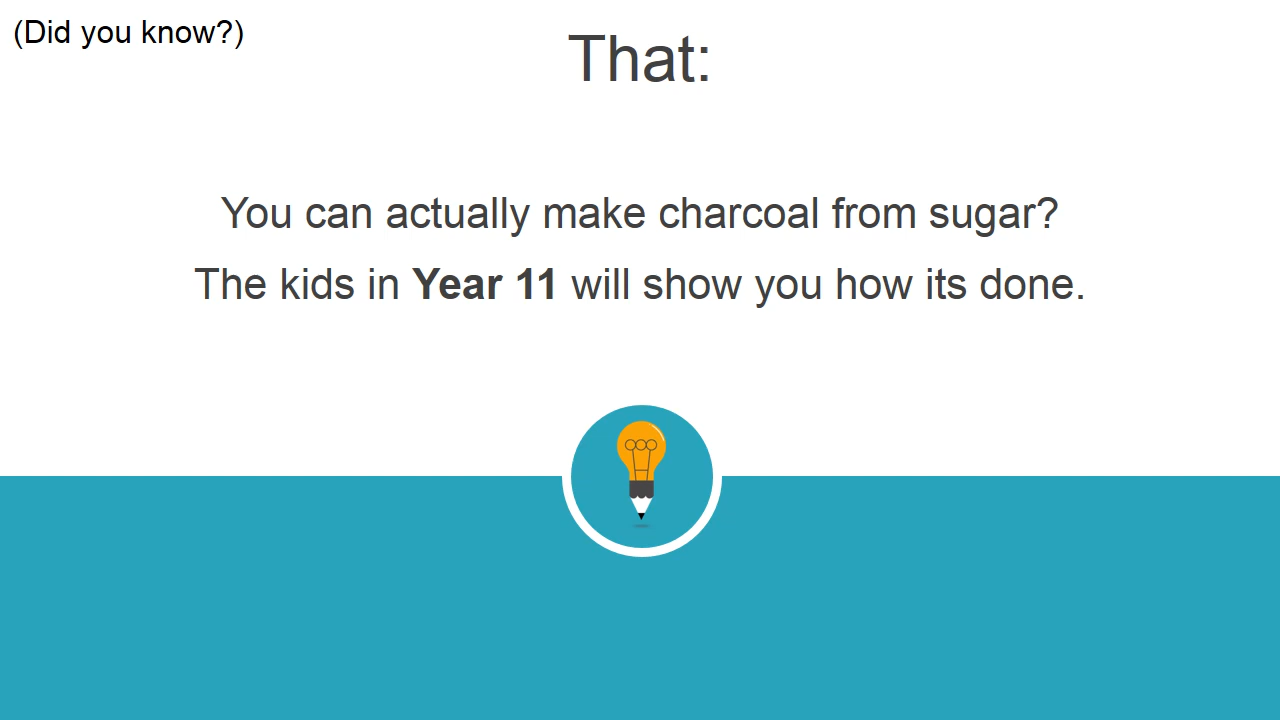 (Did you know?)
That:
You can actually make charcoal from sugar?
The kids in Year 11 will show you how its done.